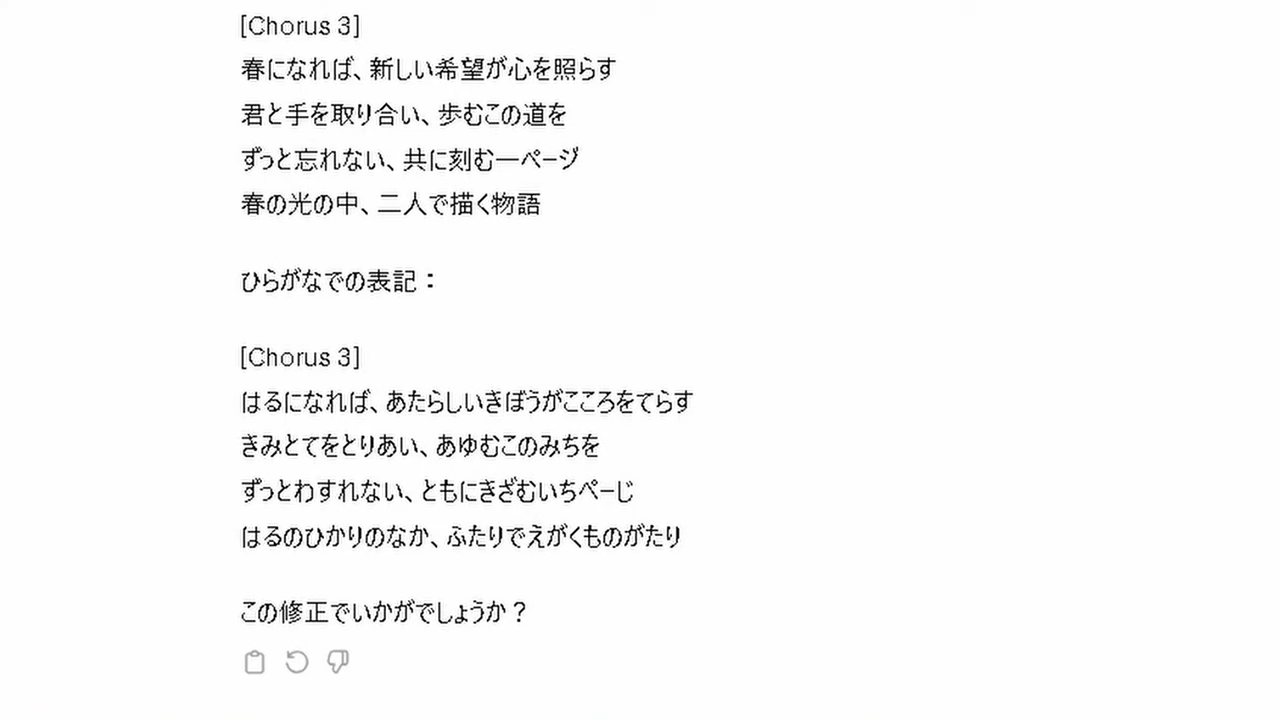 [Chorus 3]
春になれば、新しい希望が心を照らす
君と手を取り合い、歩むこの道を
ずっと忘れない、共に刻む一ページ
春の光の中、二人で描く物語
ひらがなでの表記：
[Chorus 3]
はるになれば、あたらしいきぼうがこころをてらす
きみとてをとりあい、あゆむこのみちを
ずっとわすれない、ともにきざむいちぺーじ
はるのひかりのなか、ふたりでえがくものがたり
この修正でいかがでしょうか？